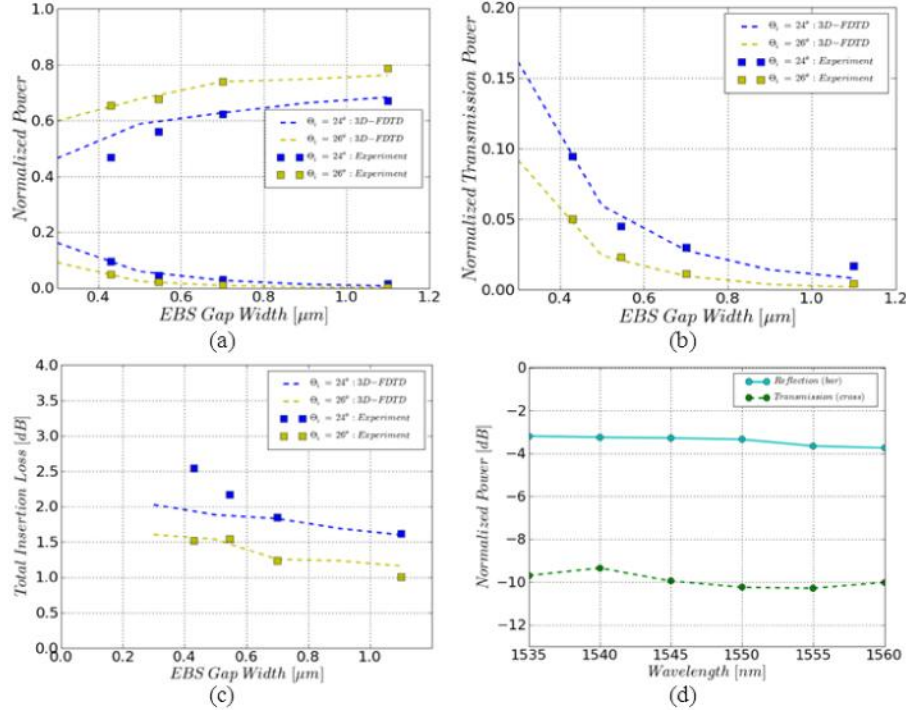 1.0
0.8
0.6
0.4
0.2
0.0
Normalized Power
Θᵢ = 24° : 3D−FDTD
Θᵢ = 26° : 3D−FDTD
Θᵢ = 24° : Experiment
Θᵢ = 26° : Experiment
0.4 0.6 0.8 1.0 1.2
EBS Gap Width [μm]
(a)
0.20
0.15
0.10
0.05
0.00
Normalized Transmission Power
Θᵢ = 24° : 3D−FDTD
Θᵢ = 26° : 3D−FDTD
Θᵢ = 24° : Experiment
Θᵢ = 26° : Experiment
0.4 0.6 0.8 1.0 1.2
EBS Gap Width [μm]
(b)
4.0
3.5
3.0
2.5
2.0
1.5
1.0
0.5
0.0
Total Insertion Loss [dB]
Θᵢ = 24° : 3D−FDTD
Θᵢ = 26° : 3D−FDTD
Θᵢ = 24° : Experiment
Θᵢ = 26° : Experiment
0.0 0.2 0.4 0.6 0.8 1.0
EBS Gap Width [μm]
(c)
0
−2
−4
−6
−8
−10
−12
Normalized Power [dB]
Reflection (bar)
Transmission (cross)
1535 1540 1545 1550 1555 1560
Wavelength [nm]
(d)